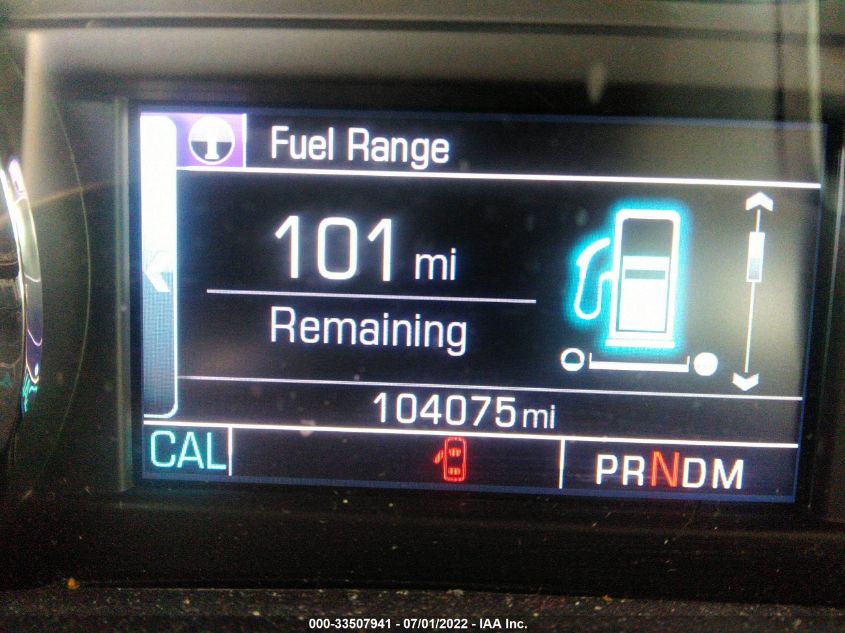 Fuel Range
101 mi
Remaining
104075 mi
CAL
PRNDM
000-33507941 - 07/01/2022 - IAA Inc.